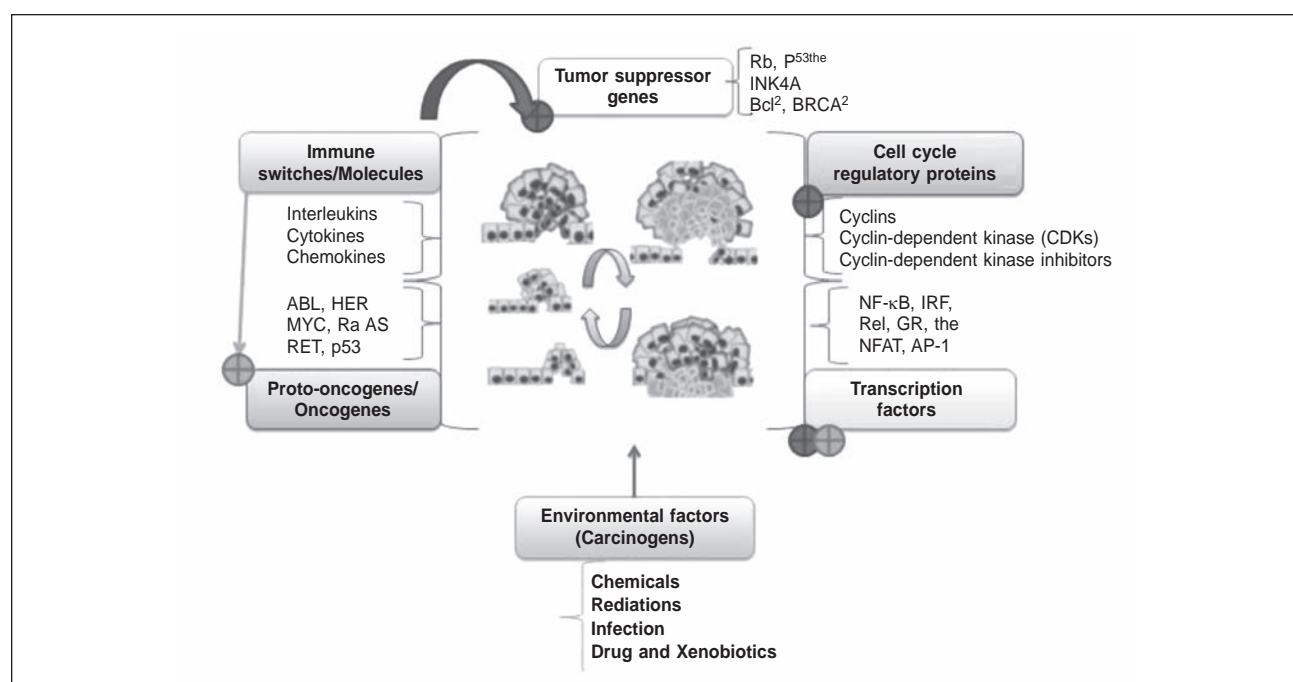 Tumor suppressor
genes
Rb, P53the
INK4A
Bcl2, BRCA2
Immune
switches/Molecules
Interleukins
Cytokines
Chemokines
ABL, HER
MYC, Ra AS
RET, p53
Proto-oncogenes/
Oncogenes
Cell cycle
regulatory proteins
Cyclins
Cyclin-dependent kinase (CDKs)
Cyclin-dependent kinase inhibitors
NF-κB, IRF,
Rel, GR, the
NFAT, AP-1
Transcription
factors
Environmental factors
(Carcinogens)
Chemicals
Rediations
Infection
Drug and Xenobiotics